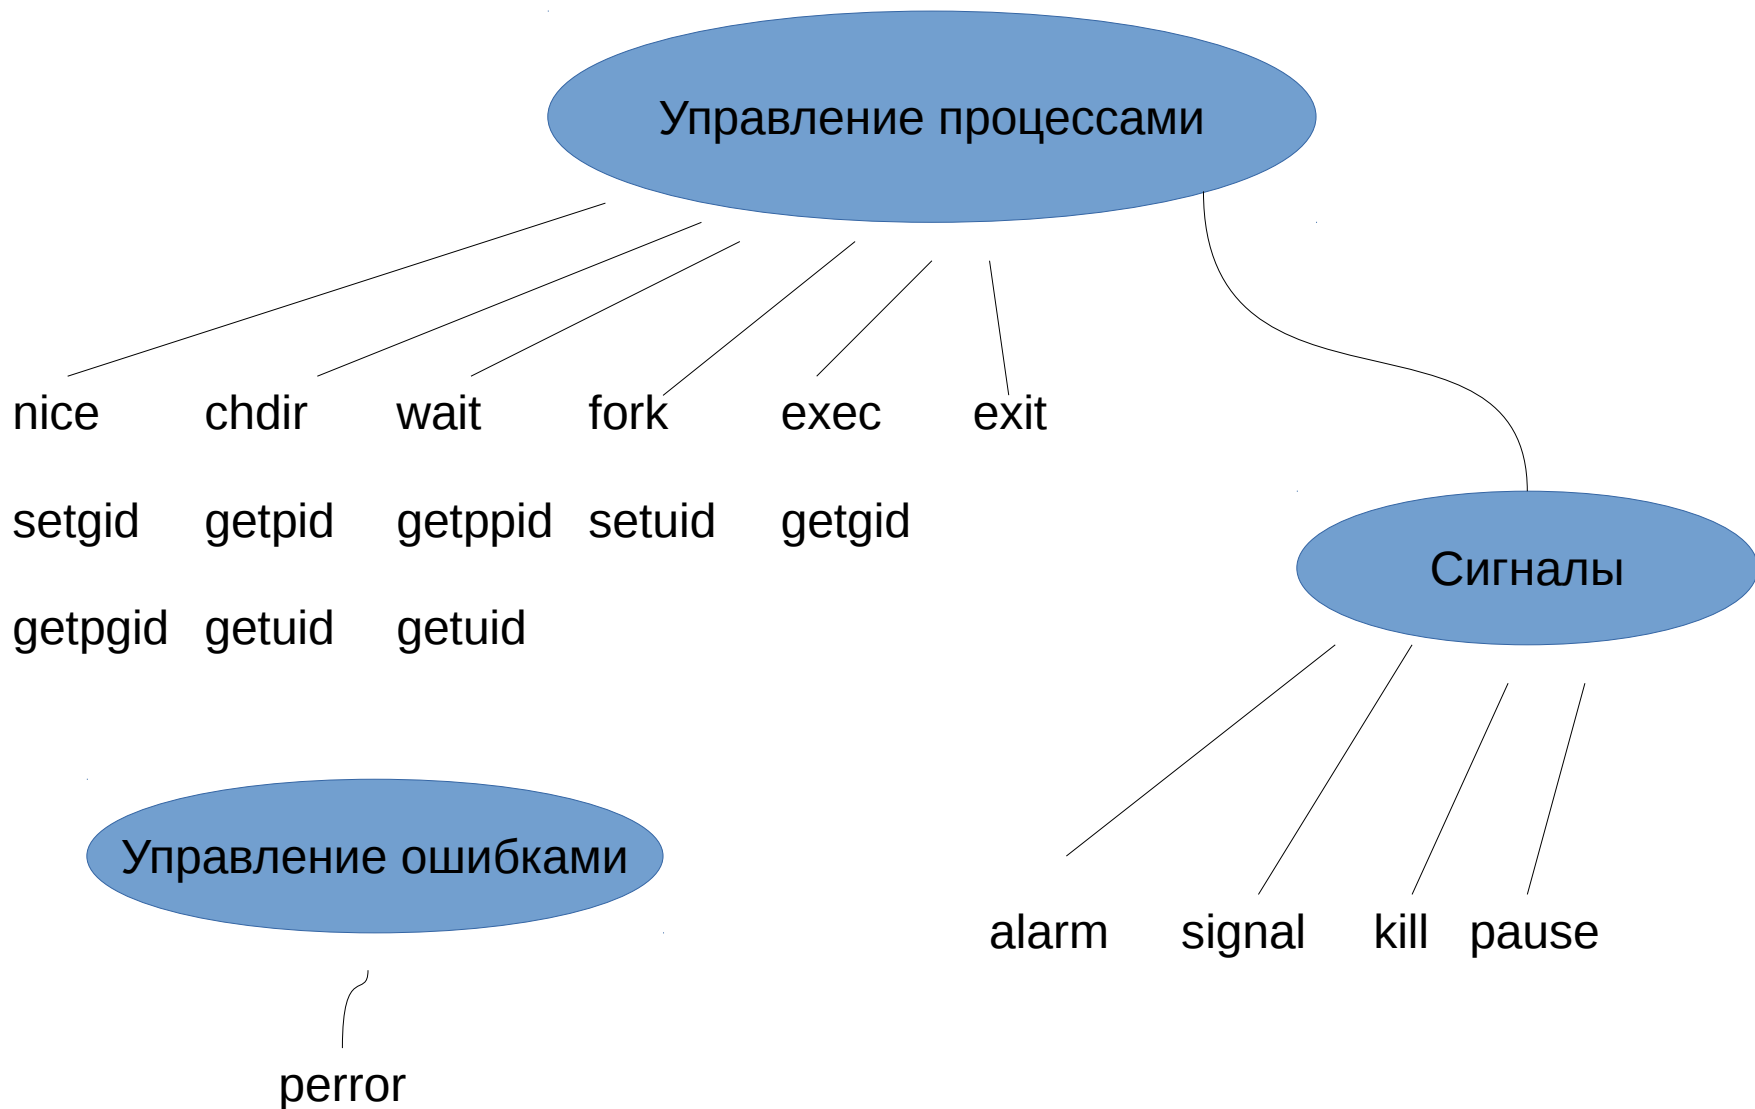 Управление процессами
nice chdir wait fork exec exit
setgid getpid getppid setuid getgid
getpgid getuid getuid
Сигналы
Управление ошибками
alarm signal kill pause
perror